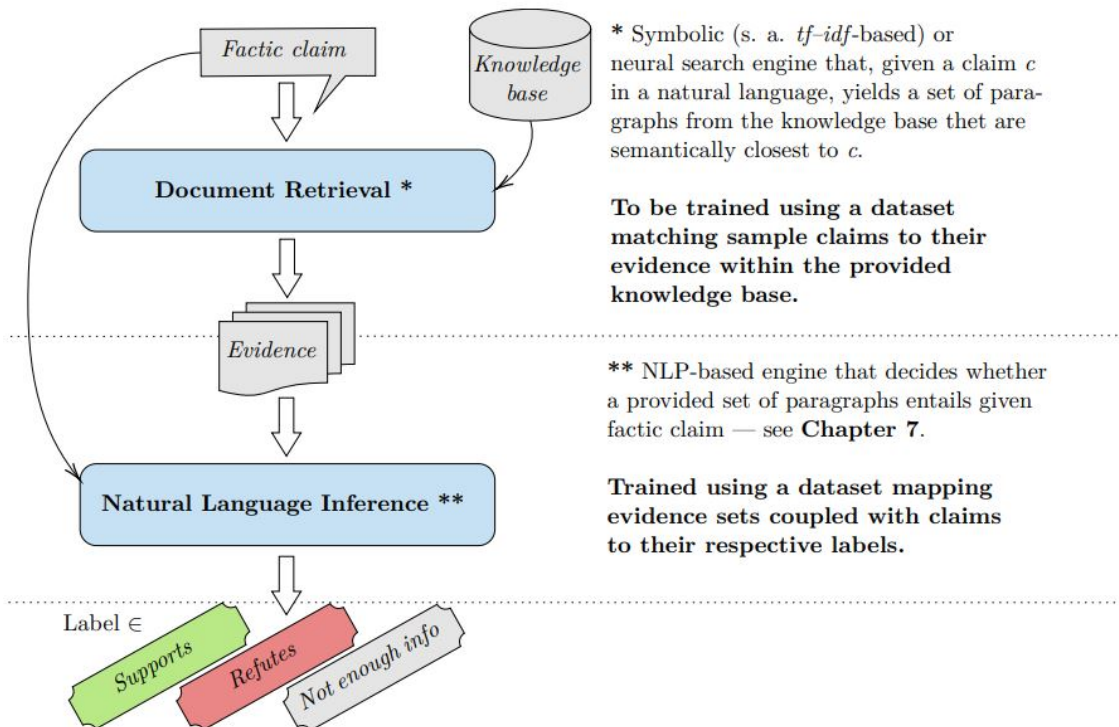 Factic claim
Knowledge
base
Document Retrieval *
Evidence
Natural Language Inference **
Label ∈
Supports
Refutes
Not enough info
* Symbolic (s. a. tf–idf-based) or
neural search engine that, given a claim c
in a natural language, yields a set of para-
graphs from the knowledge base thet are
semantically closest to c.
To be trained using a dataset
matching sample claims to their
evidence within the provided
knowledge base.
** NLP-based engine that decides whether
a provided set of paragraphs entails given
factic claim — see Chapter 7.
Trained using a dataset mapping
evidence sets coupled with claims
to their respective labels.